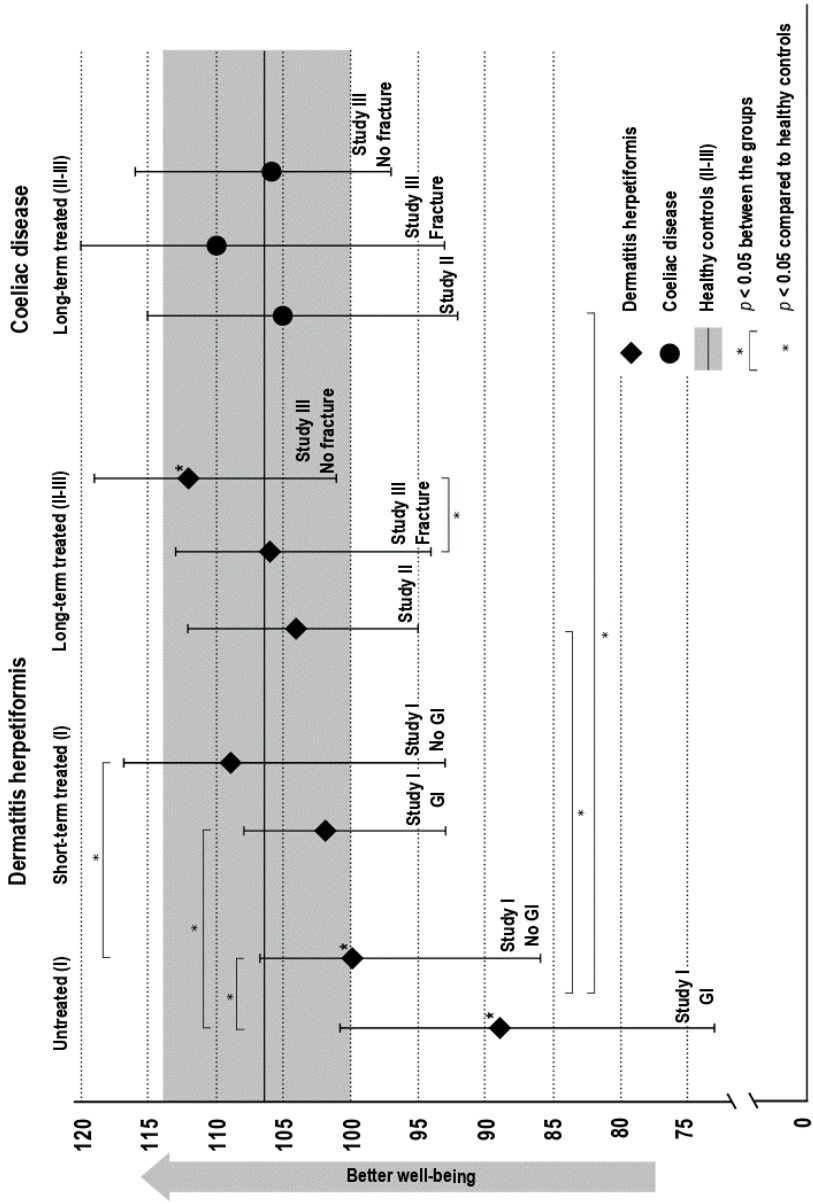 Dermatitis herpetiformis
Coeliac disease
Untreated (I)
Short-term treated (I)
Long-term treated (II-III)
Long-term treated (II-III)
120
115
110
105
100
95
90
85
80
75
0
Better well-being
*
*
*
*
*
*
Study I
GI
Study I
No GI
Study I
GI
Study I
No GI
Study II
Study III
Fracture
Study III
No fracture
Study II
Study III
Fracture
Study III
No fracture
*
*
*
Dermatitis herpetiformis
Coeliac disease
Healthy controls (II-III)
* p < 0.05 between the groups
* p < 0.05 compared to healthy controls